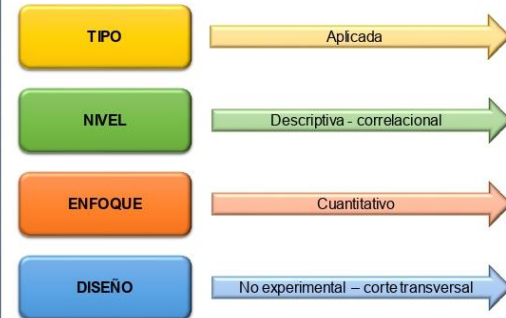 TIPO
Aplicada
NIVEL
Descriptiva - correlacional
ENFOQUE
Cuantitativo
DISEÑO
No experimental – corte transversal